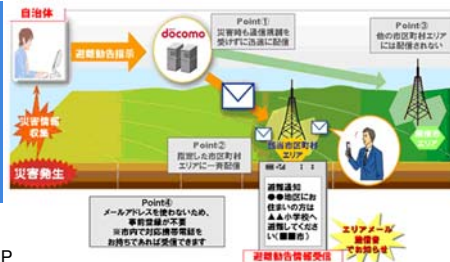 自治体
避難勧告指示
döcomo
Point①
災害時も通信規制を
受けずに迅速に配信
Point③
他の市区町村エリア
には配信されない
災害情報
収集
災害発生
Point②
指定した市区町村
エリアに一斉配信
該当市区町村
エリア
エリア
Point④
メールアドレスを使わないため、
事前登録が不要
※市内で対応携帯電話を
お持ちであれば受信できます
避難通知
●●地区にお
住まいの方は
▲▲小学校へ
避難してくださ
い(■■市)
避難勧告情報受信
エリアメール
着信音
でお知らせ
P